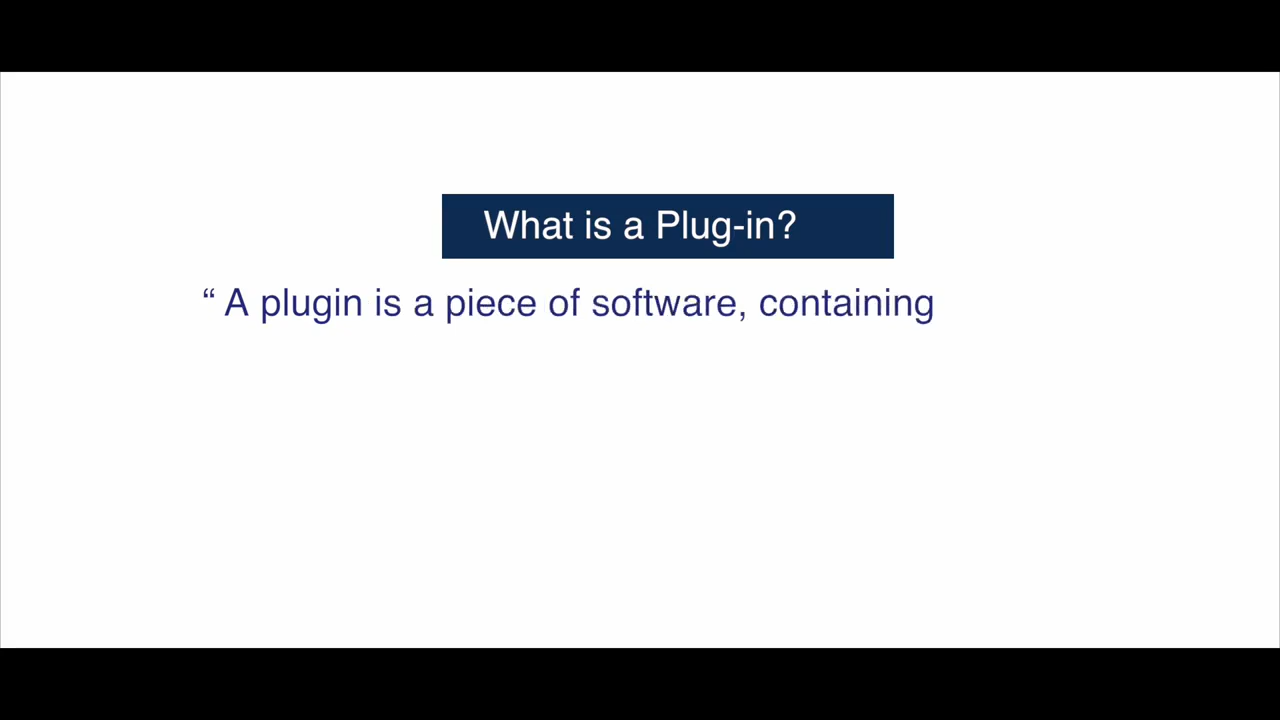 What is a Plug-in?
“ A plugin is a piece of software, containing